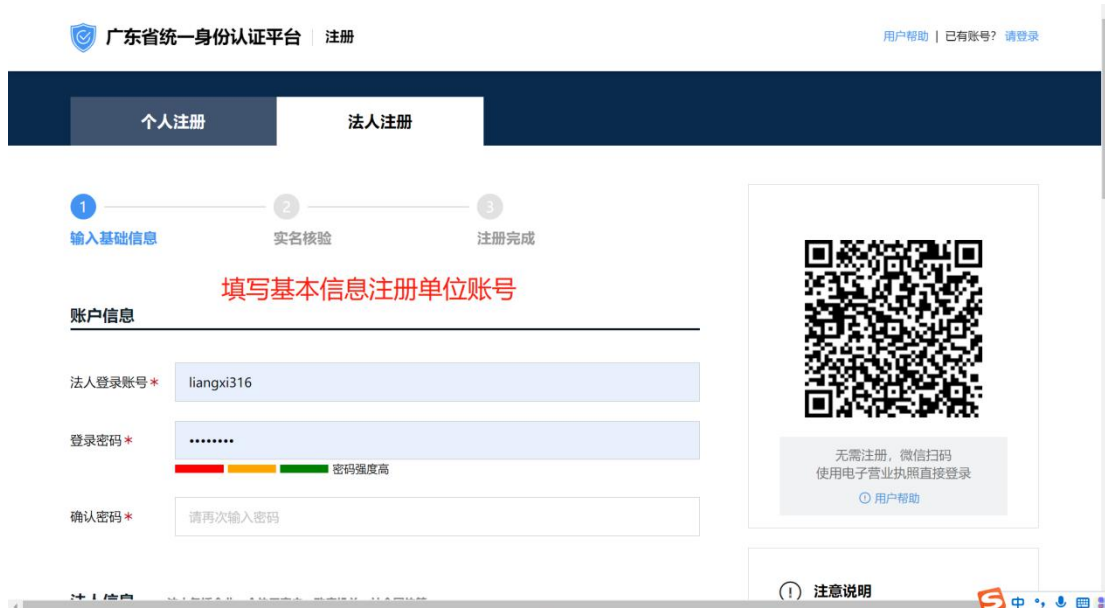 广东省统一身份认证平台 注册
用户帮助 | 已有账号? 请登录
个人注册 法人注册
1 2 3
输入基础信息 实名核验 注册完成
填写基本信息注册单位账号
账户信息
法人登录账号*
liangxi316
登录密码*
••••••••
密码强度高
确认密码*
请再次输入密码
无需注册，微信扫码
使用电子营业执照直接登录
用户帮助
法人信息
注意说明
中